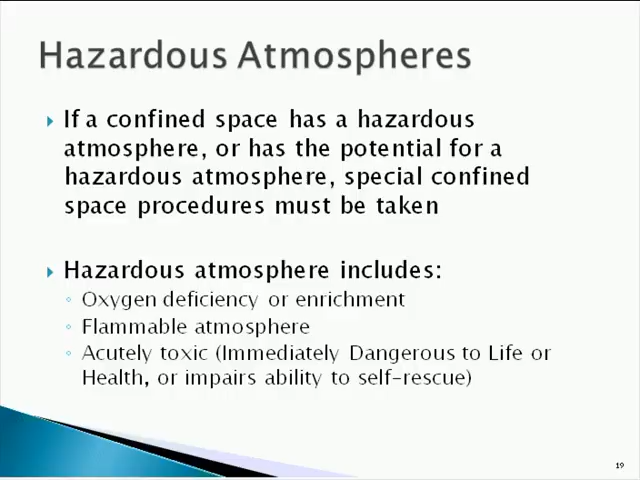 Hazardous Atmospheres
If a confined space has a hazardous
atmosphere, or has the potential for a
hazardous atmosphere, special confined
space procedures must be taken
Hazardous atmosphere includes:
Oxygen deficiency or enrichment
Flammable atmosphere
Acutely toxic (Immediately Dangerous to Life or
Health, or impairs ability to self-rescue)
19